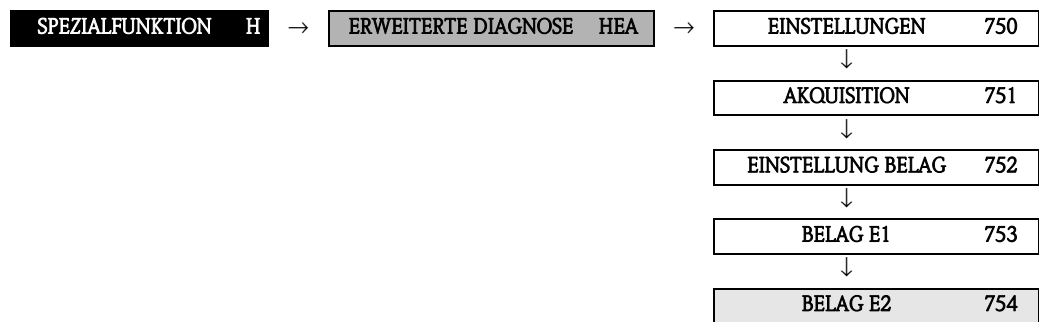 SPEZIALFUNKTION H → ERWEITERTE DIAGNOSE HEA → EINSTELLUNGEN 750
↓
AKQUISITION 751
↓
EINSTELLUNG BELAG 752
↓
BELAG E1 753
↓
BELAG E2 754